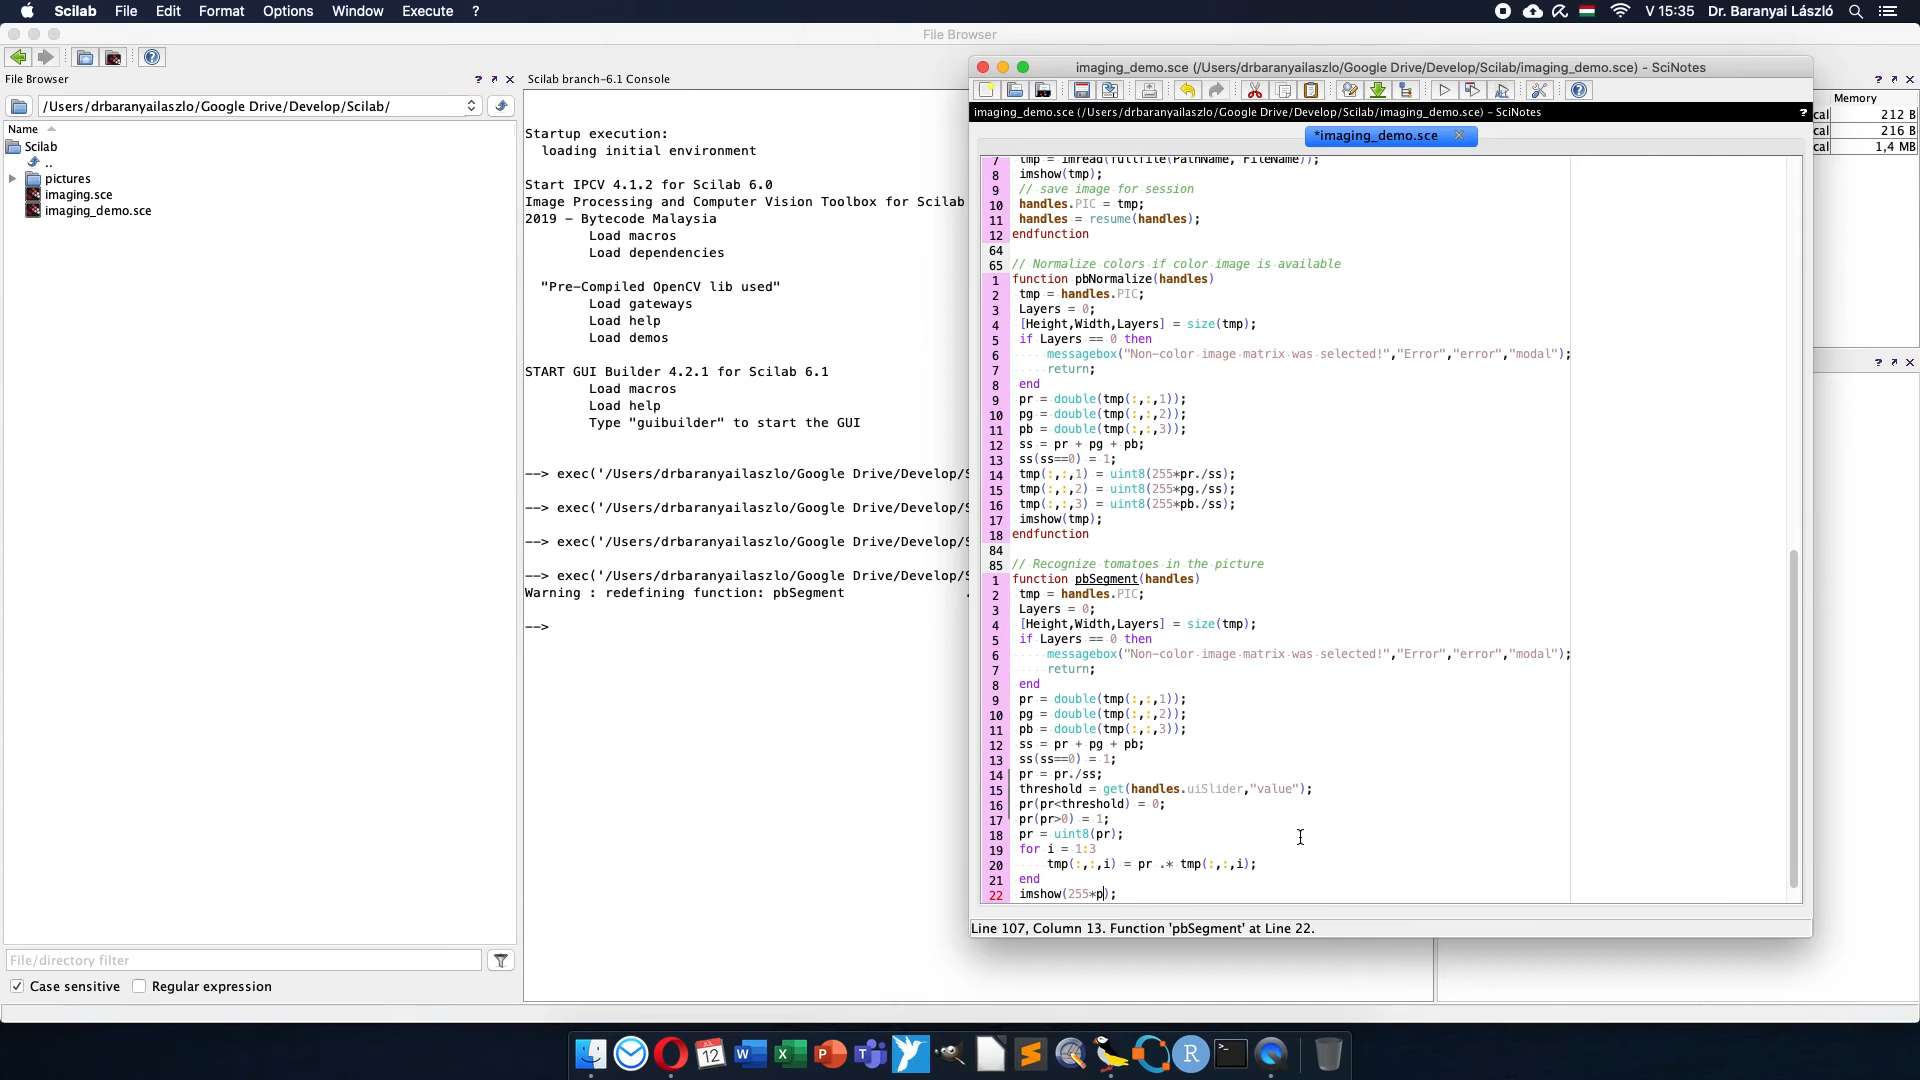 Scilab File Edit Format Options Window Execute ? V 15:35 Dr. Baranyai László
File Browser
File Browser
/Users/drbaranyailaszlo/Google Drive/Develop/Scilab/
Name
Scilab
..
pictures
imaging.sce
imaging_demo.sce
File/directory filter
Case sensitive Regular expression
Scilab branch-6.1 Console
Startup execution:
loading initial environment
Start IPCV 4.1.2 for Scilab 6.0
Image Processing and Computer Vision Toolbox for Scilab
2019 - Bytecode Malaysia
Load macros
Load dependencies
"Pre-Compiled OpenCV lib used"
Load gateways
Load help
Load demos
START GUI Builder 4.2.1 for Scilab 6.1
Load macros
Load help
Type "guibuilder" to start the GUI
--> exec('/Users/drbaranyailaszlo/Google Drive/Develop/S
--> exec('/Users/drbaranyailaszlo/Google Drive/Develop/S
--> exec('/Users/drbaranyailaszlo/Google Drive/Develop/S
--> exec('/Users/drbaranyailaszlo/Google Drive/Develop/S
Warning : redefining function: pbSegment
-->
imaging_demo.sce (/Users/drbaranyailaszlo/Google Drive/Develop/Scilab/imaging_demo.sce) - SciNotes
imaging_demo.sce (/Users/drbaranyailaszlo/Google Drive/Develop/Scilab/imaging_demo.sce) - SciNotes ?
*imaging_demo.sce
7 tmp = imread(fullfile(PathName, FileName));
8 imshow(tmp);
9 // save image for session
10 handles.PIC = tmp;
11 handles = resume(handles);
12 endfunction
64
65 // Normalize colors if color image is available
1 function pbNormalize(handles)
2 tmp = handles.PIC;
3 Layers = 0;
4 [Height,Width,Layers] = size(tmp);
5 if Layers == 0 then
6 messagebox("Non-color image matrix was selected!","Error","error","modal");
7 return;
8 end
9 pr = double(tmp(:,:,1));
10 pg = double(tmp(:,:,2));
11 pb = double(tmp(:,:,3));
12 ss = pr + pg + pb;
13 ss(ss==0) = 1;
14 tmp(:,:,1) = uint8(255*pr./ss);
15 tmp(:,:,2) = uint8(255*pg./ss);
16 tmp(:,:,3) = uint8(255*pb./ss);
17 imshow(tmp);
18 endfunction
84
85 // Recognize tomatoes in the picture
1 function pbSegment(handles)
2 tmp = handles.PIC;
3 Layers = 0;
4 [Height,Width,Layers] = size(tmp);
5 if Layers == 0 then
6 messagebox("Non-color image matrix was selected!","Error","error","modal");
7 return;
8 end
9 pr = double(tmp(:,:,1));
10 pg = double(tmp(:,:,2));
11 pb = double(tmp(:,:,3));
12 ss = pr + pg + pb;
13 ss(ss==0) = 1;
14 pr = pr./ss;
15 threshold = get(handles.uiSlider,"value");
16 pr(pr<threshold) = 0;
17 pr(pr>0) = 1;
18 pr = uint8(pr);
19 for i = 1:3
20 tmp(:,:,i) = pr .* tmp(:,:,i);
21 end
22 imshow(255*p);
Line 107, Column 13. Function 'pbSegment' at Line 22.
Memory
cal 212 B
cal 216 B
cal 1,4 MB
12